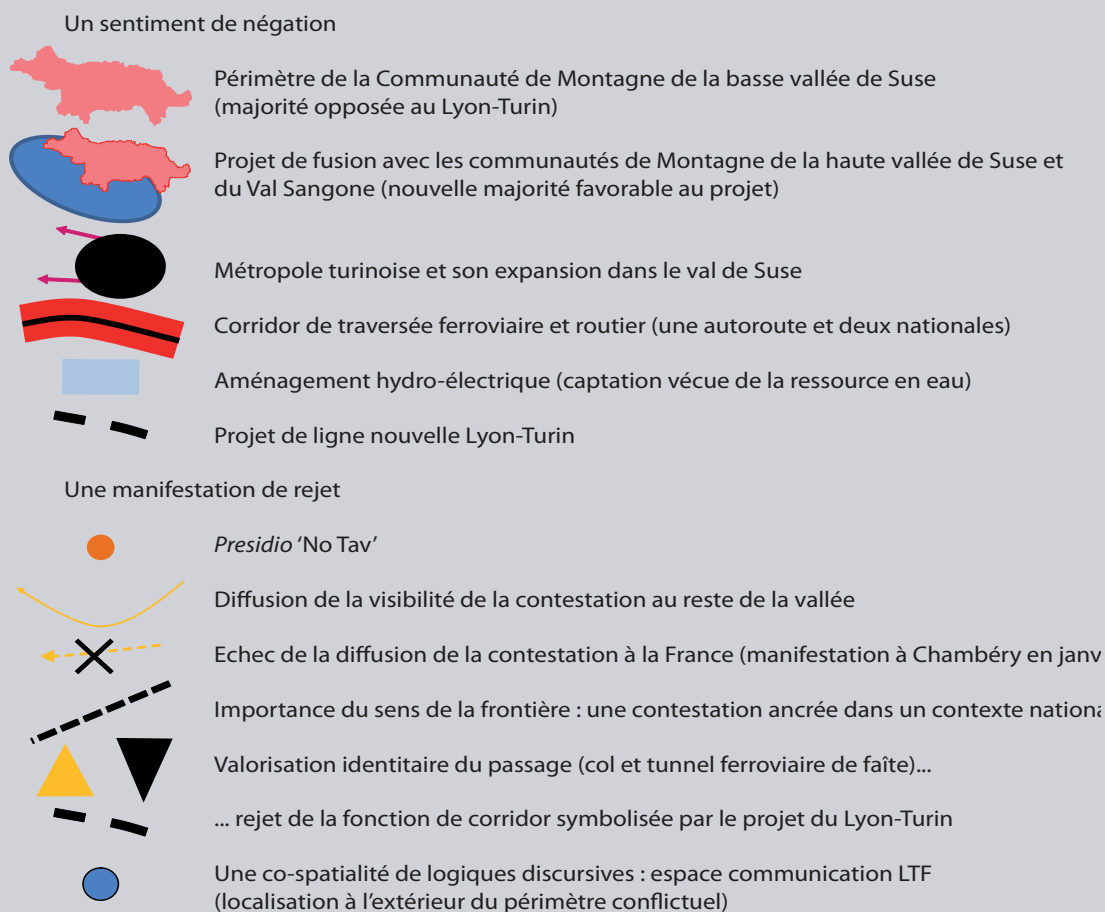 Un sentiment de négation
Périmètre de la Communauté de Montagne de la basse vallée de Suse
(majorité opposée au Lyon-Turin)
Projet de fusion avec les communautés de Montagne de la haute vallée de Suse et
du Val Sangone (nouvelle majorité favorable au projet)
Métropole turinoise et son expansion dans le val de Suse
Corridor de traversée ferroviaire et routier (une autoroute et deux nationales)
Aménagement hydro-électrique (captation vécue de la ressource en eau)
Projet de ligne nouvelle Lyon-Turin
Une manifestation de rejet
Presidio ‘No Tav’
Diffusion de la visibilité de la contestation au reste de la vallée
Echec de la diffusion de la contestation à la France (manifestation à Chambéry en janv
Importance du sens de la frontière : une contestation ancrée dans un contexte
Valorisation identitaire du passage (col et tunnel ferroviaire de faîte)...
... rejet de la fonction de corridor symbolisée par le projet du Lyon-Turin
Une co-spatialité de logiques discursives : espace communication LTF
(localisation à l’extérieur du périmètre conflictuel)